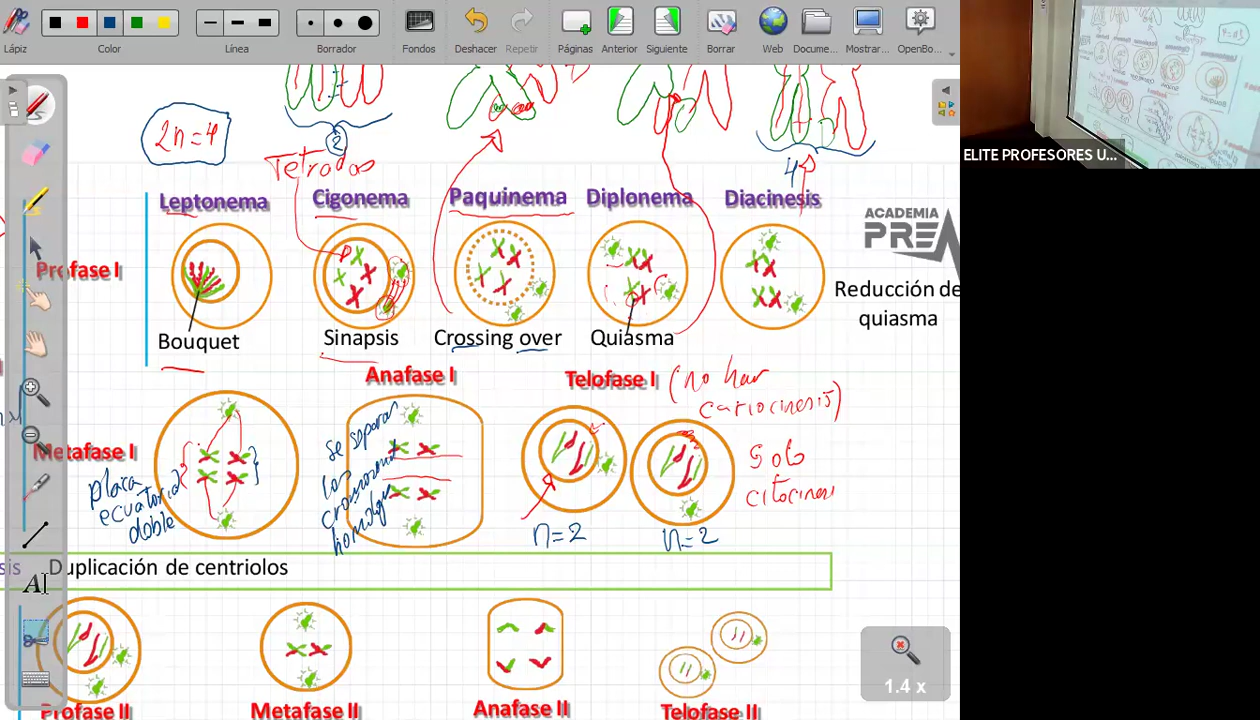 Lápiz
Color
Línea
Borrador
Fondos
Deshacer
Repetir
Páginas
Anterior
Siguiente
Borrar
Web
Docume...
Mostrar...
OpenBo...
2n=4
2
4
Tetradas
Leptonema
Cigonema
Paquinema
Diplonema
Diacinesis
ACADEMIA
PRE
Profase I
Reducción de
quiasma
Bouquet
Sinapsis
Crossing over
Quiasma
Anafase I
Telofase I
(no hay
cariocinesis)
Solo
citocinesis
Metafase I
placa
ecuatorial
doble
se separan
los
cromosomas
homólogos
n=2
n=2
sis
Duplicación de centriolos
Profase II
Metafase II
Anafase II
Telofase II
A
1.4 x
ELITE PROFESORES U...